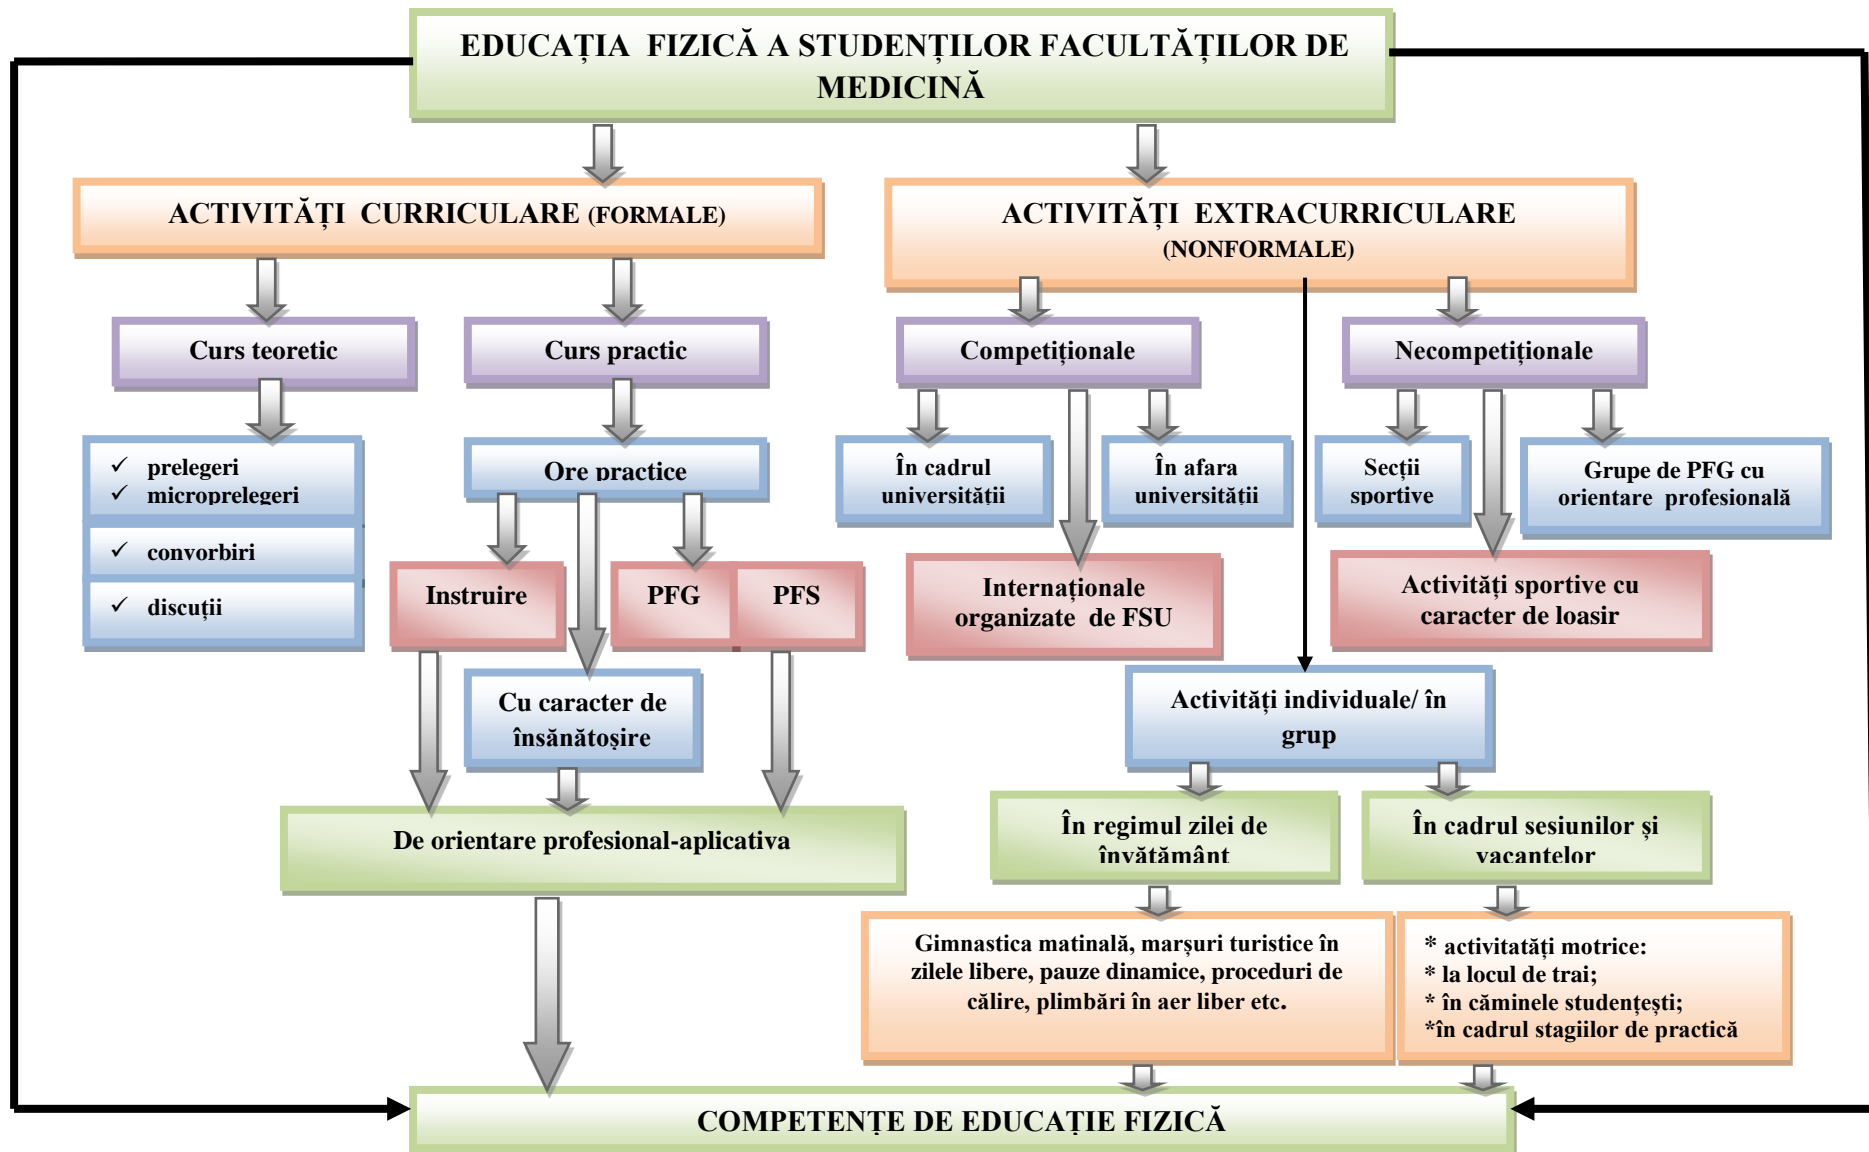 EDUCAȚIA FIZICĂ A STUDENȚILOR FACULTĂȚILOR DE
MEDICINĂ
ACTIVITĂȚI CURRICULARE (FORMALE)
ACTIVITĂȚI EXTRACURRICULARE
(NONFORMALE)
Curs teoretic
Curs practic
Competiționale
Necompetiționale
✓ prelegeri
✓ microprelegeri
✓ convorbiri
✓ discuții
Ore practice
În cadrul
universității
În afara
universității
Secții
sportive
Grupe de PFG cu
orientare profesională
Instruire
PFG
PFS
Internaționale
organizate de FSU
Activități sportive cu
caracter de loasir
Cu caracter de
însănătoșire
Activități individuale/ în
grup
De orientare profesional-aplicativa
În regimul zilei de
învățământ
În cadrul sesiunilor și
vacantelor
Gimnastica matinală, marșuri turistice în
zilele libere, pauze dinamice, proceduri de
călire, plimbări în aer liber etc.
* activitatăți motrice:
* la locul de trai;
* în căminele studențești;
*în cadrul stagiilor de practică
COMPETENȚE DE EDUCAȚIE FIZICĂ